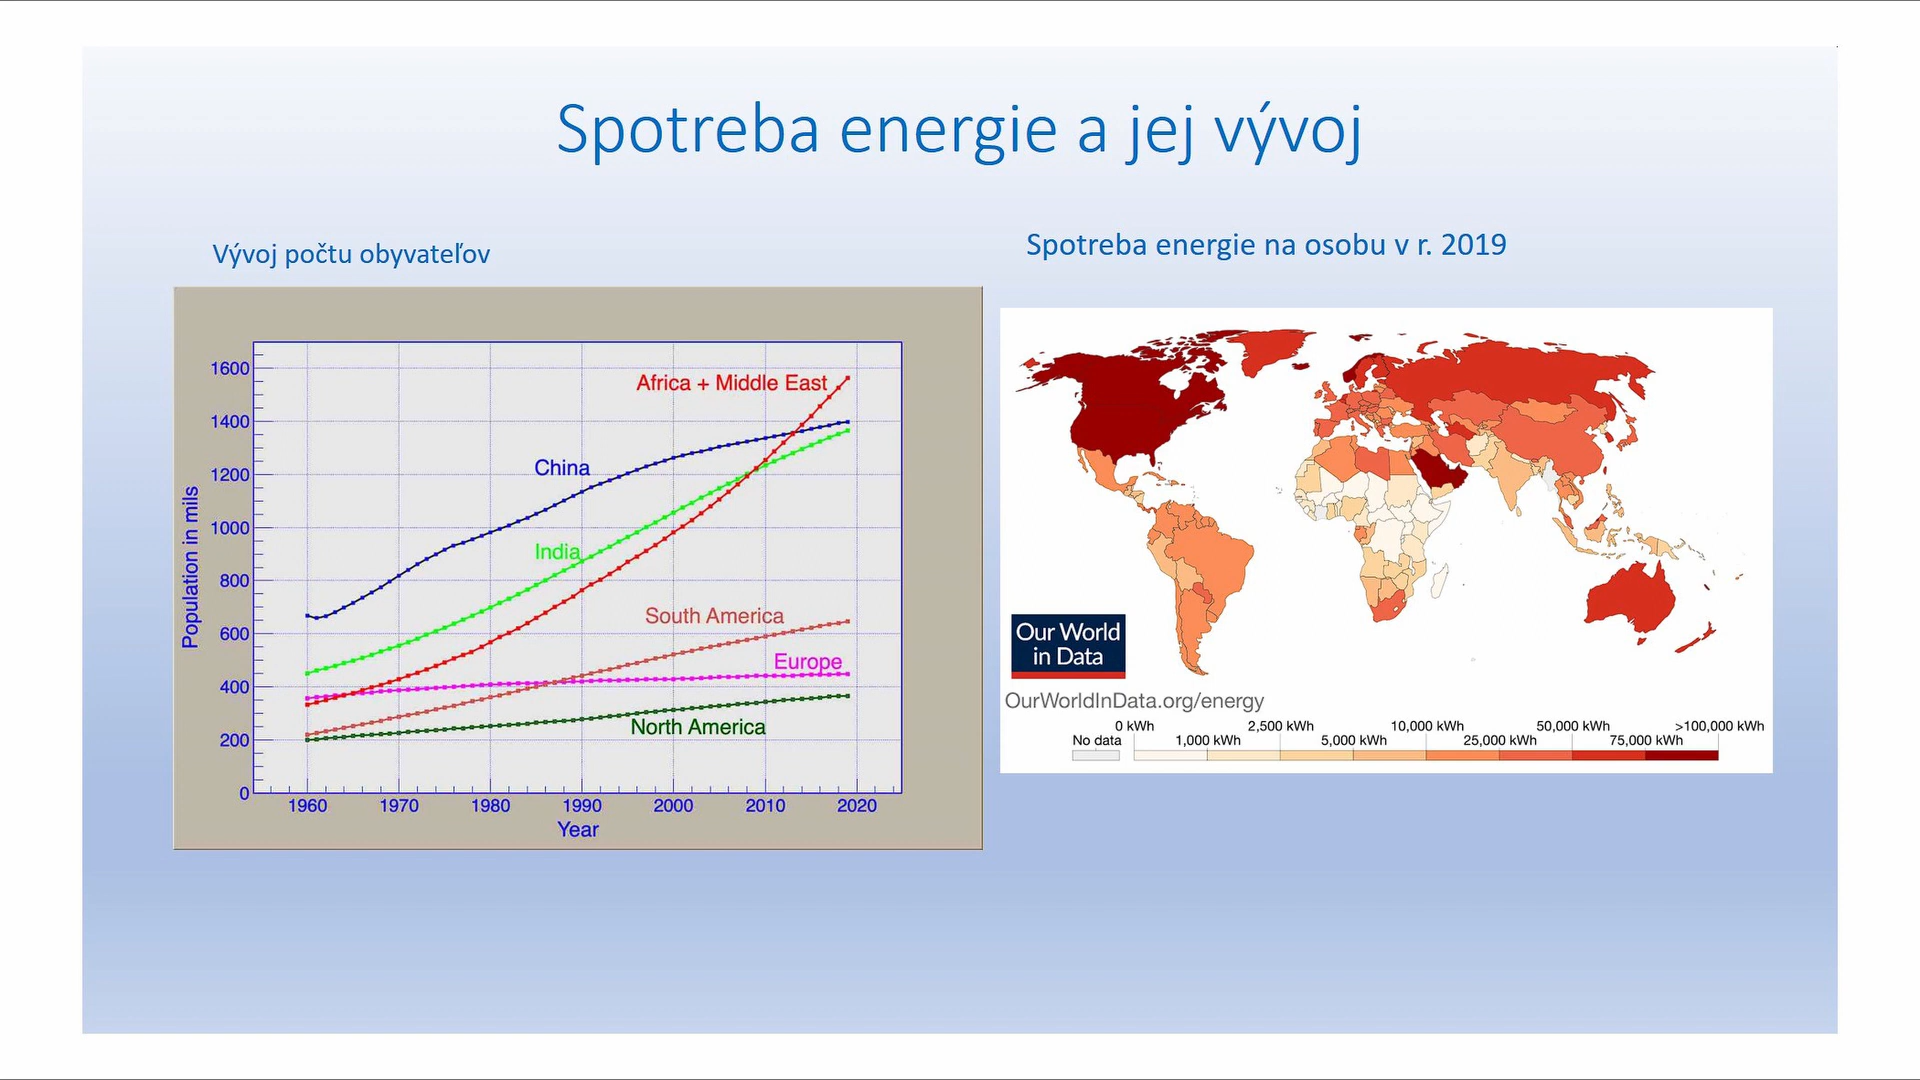 Spotreba energie a jej vývoj
Vývoj počtu obyvateľov
Population in mils
1600
1400
1200
1000
800
600
400
200
0
Africa + Middle East
China
India
South America
Europe
North America
1960 1970 1980 1990 2000 2010 2020
Year
Spotreba energie na osobu v r. 2019
Our World
in Data
OurWorldInData.org/energy
0 kWh 2,500 kWh 10,000 kWh 50,000 kWh >100,000 kWh
No data 1,000 kWh 5,000 kWh 25,000 kWh 75,000 kWh